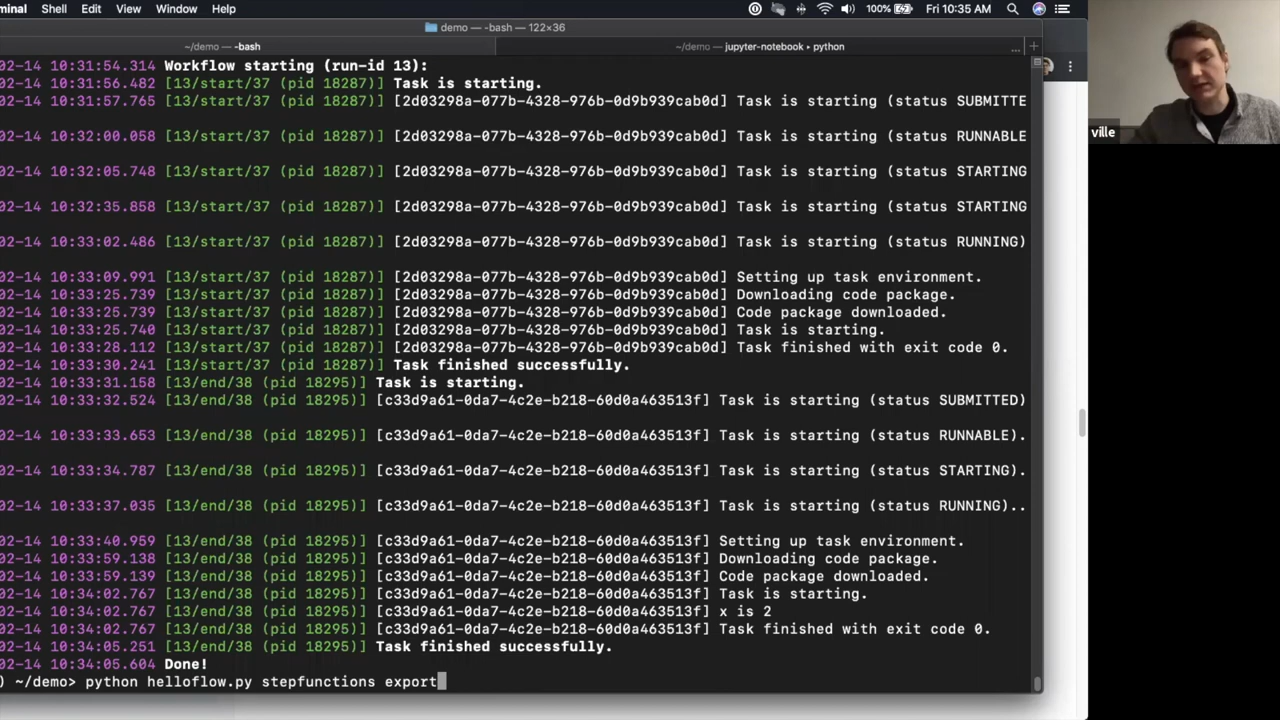 minal Shell Edit View Window Help 100% Fri 10:35 AM
demo — -bash — 122×36
~/demo — -bash
~/demo — jupyter-notebook ▸ python ... +
02-14 10:31:54.314 Workflow starting (run-id 13):
02-14 10:31:56.482 [13/start/37 (pid 18287)] Task is starting.
02-14 10:31:57.765 [13/start/37 (pid 18287)] [2d03298a-077b-4328-976b-0d9b939cab0d] Task is starting (status SUBMITTE
02-14 10:32:00.058 [13/start/37 (pid 18287)] [2d03298a-077b-4328-976b-0d9b939cab0d] Task is starting (status RUNNABLE
02-14 10:32:05.748 [13/start/37 (pid 18287)] [2d03298a-077b-4328-976b-0d9b939cab0d] Task is starting (status STARTING
02-14 10:32:35.858 [13/start/37 (pid 18287)] [2d03298a-077b-4328-976b-0d9b939cab0d] Task is starting (status STARTING
02-14 10:33:02.486 [13/start/37 (pid 18287)] [2d03298a-077b-4328-976b-0d9b939cab0d] Task is starting (status RUNNING)
02-14 10:33:09.991 [13/start/37 (pid 18287)] [2d03298a-077b-4328-976b-0d9b939cab0d] Setting up task environment.
02-14 10:33:25.739 [13/start/37 (pid 18287)] [2d03298a-077b-4328-976b-0d9b939cab0d] Downloading code package.
02-14 10:33:25.739 [13/start/37 (pid 18287)] [2d03298a-077b-4328-976b-0d9b939cab0d] Code package downloaded.
02-14 10:33:25.740 [13/start/37 (pid 18287)] [2d03298a-077b-4328-976b-0d9b939cab0d] Task is starting.
02-14 10:33:28.112 [13/start/37 (pid 18287)] [2d03298a-077b-4328-976b-0d9b939cab0d] Task finished with exit code 0.
02-14 10:33:30.241 [13/start/37 (pid 18287)] Task finished successfully.
02-14 10:33:31.158 [13/end/38 (pid 18295)] Task is starting.
02-14 10:33:32.524 [13/end/38 (pid 18295)] [c33d9a61-0da7-4c2e-b218-60d0a463513f] Task is starting (status SUBMITTED)
02-14 10:33:33.653 [13/end/38 (pid 18295)] [c33d9a61-0da7-4c2e-b218-60d0a463513f] Task is starting (status RUNNABLE).
02-14 10:33:34.787 [13/end/38 (pid 18295)] [c33d9a61-0da7-4c2e-b218-60d0a463513f] Task is starting (status STARTING).
02-14 10:33:37.035 [13/end/38 (pid 18295)] [c33d9a61-0da7-4c2e-b218-60d0a463513f] Task is starting (status RUNNING)..
02-14 10:33:40.959 [13/end/38 (pid 18295)] [c33d9a61-0da7-4c2e-b218-60d0a463513f] Setting up task environment.
02-14 10:33:59.138 [13/end/38 (pid 18295)] [c33d9a61-0da7-4c2e-b218-60d0a463513f] Downloading code package.
02-14 10:33:59.139 [13/end/38 (pid 18295)] [c33d9a61-0da7-4c2e-b218-60d0a463513f] Code package downloaded.
02-14 10:34:02.767 [13/end/38 (pid 18295)] [c33d9a61-0da7-4c2e-b218-60d0a463513f] Task is starting.
02-14 10:34:02.767 [13/end/38 (pid 18295)] [c33d9a61-0da7-4c2e-b218-60d0a463513f] x is 2
02-14 10:34:02.767 [13/end/38 (pid 18295)] [c33d9a61-0da7-4c2e-b218-60d0a463513f] Task finished with exit code 0.
02-14 10:34:05.251 [13/end/38 (pid 18295)] Task finished successfully.
02-14 10:34:05.604 Done!
) ~/demo> python helloflow.py stepfunctions export
ville